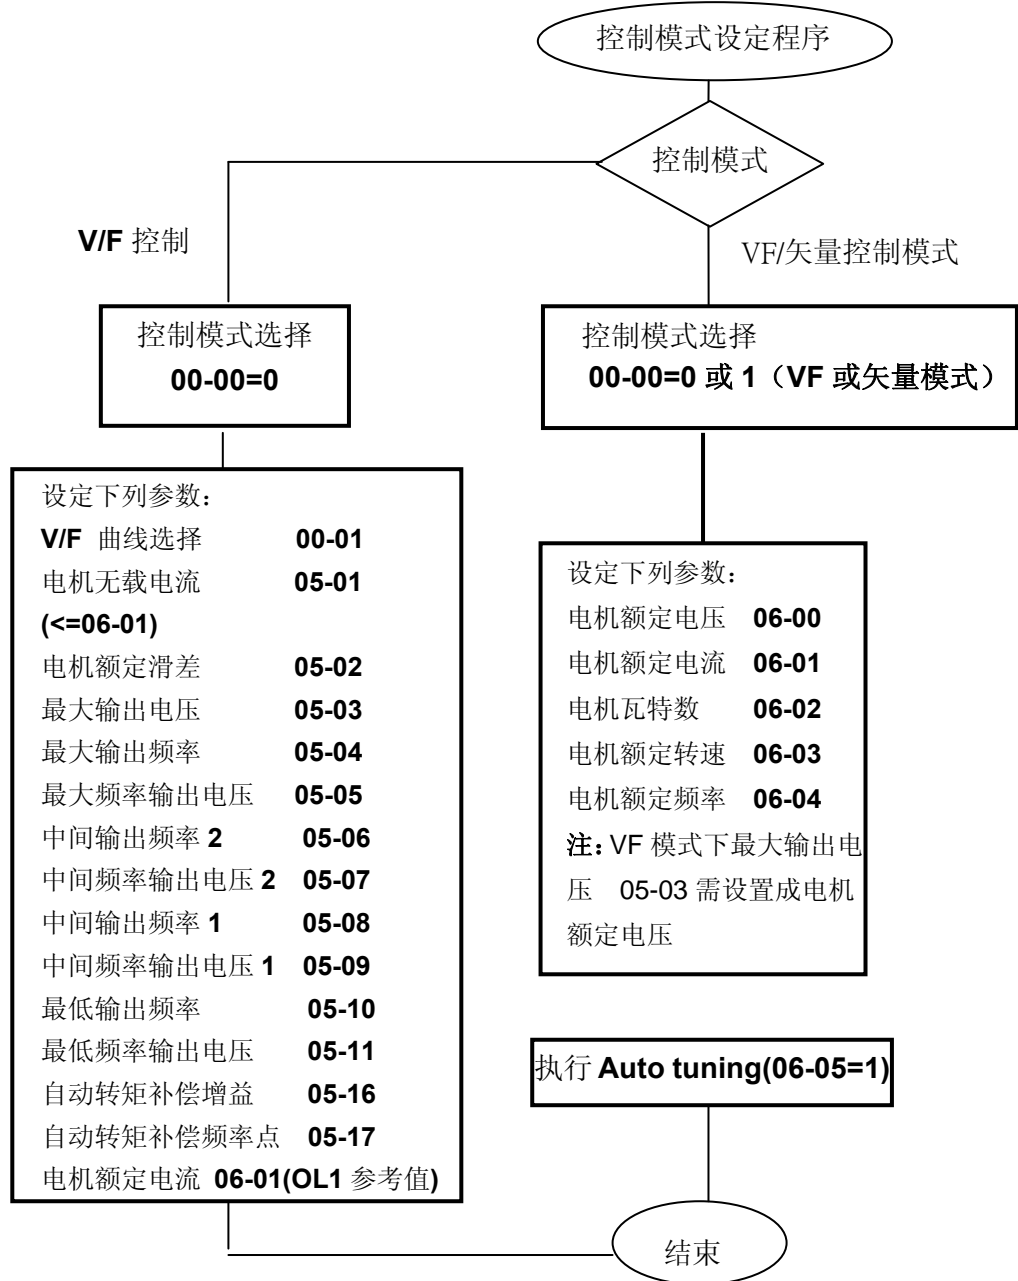 控制模式设定程序
控制模式
V/F 控制
VF/矢量控制模式
控制模式选择
00-00=0
控制模式选择
00-00=0 或 1（VF 或矢量模式）
设定下列参数：
V/F 曲线选择 00-01
电机无载电流 05-01
(<=06-01)
电机额定滑差 05-02
最大输出电压 05-03
最大输出频率 05-04
最大频率输出电压 05-05
中间输出频率 2 05-06
中间频率输出电压 2 05-07
中间输出频率 1 05-08
中间频率输出电压 1 05-09
最低输出频率 05-10
最低频率输出电压 05-11
自动转矩补偿增益 05-16
自动转矩补偿频率点 05-17
电机额定电流 06-01(OL1 参考值)
设定下列参数：
电机额定电压 06-00
电机额定电流 06-01
电机瓦特数 06-02
电机额定转速 06-03
电机额定频率 06-04
注：VF 模式下最大输出电
压 05-03 需设置成电机
额定电压
执行 Auto tuning(06-05=1)
结束